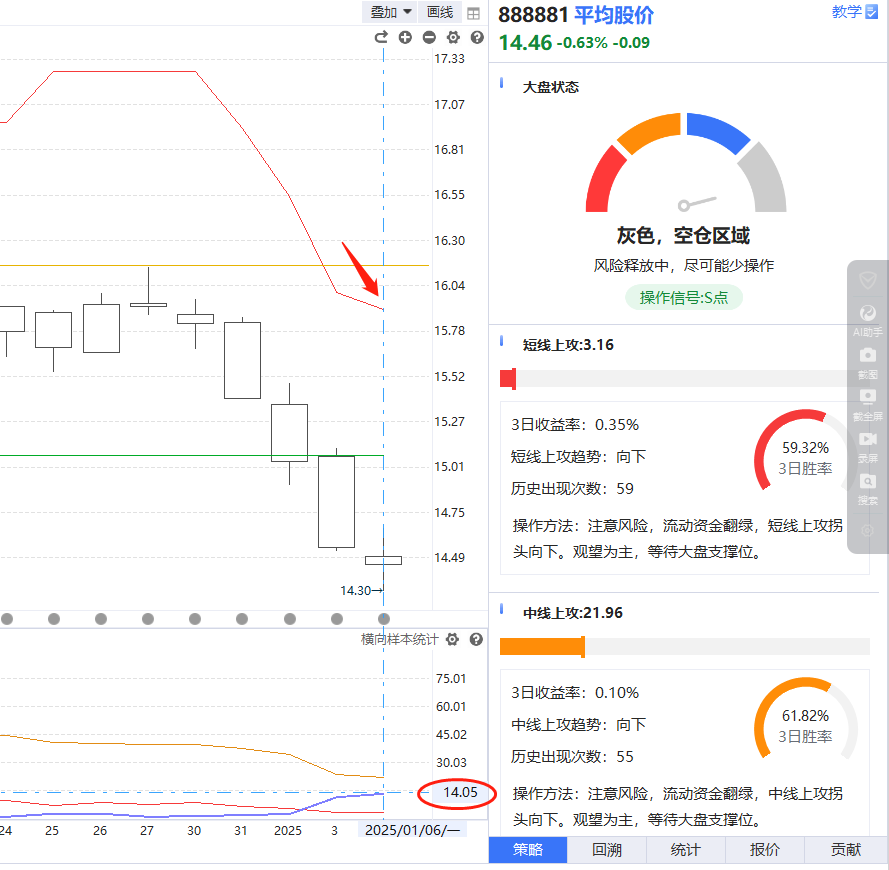 叠加 画线
888881 平均股价 教学
14.46 -0.63% -0.09
17.33
17.07
16.81
16.55
16.30
16.04
15.78
15.52
15.27
15.01
14.75
14.49
14.30→
横向样本统计
75.01
60.01
45.02
30.03
14.05
24 25 26 27 30 31 2025 3 2025/01/06/一
大盘状态
灰色，空仓区域
风险释放中，尽可能少操作
操作信号:S点
短线上攻:3.16
3日收益率：0.35%
短线上攻趋势：向下
历史出现次数：59
59.32%
3日胜率
操作方法：注意风险，流动资金翻绿，短线上攻拐
头向下。观望为主，等待大盘支撑位。
中线上攻:21.96
3日收益率：0.10%
中线上攻趋势：向下
历史出现次数：55
61.82%
3日胜率
操作方法：注意风险，流动资金翻绿，中线上攻拐
头向下。观望为主，等待大盘支撑位。
策略 回溯 统计 报价 贡献
AI助手
截图
截全屏
录屏
搜索